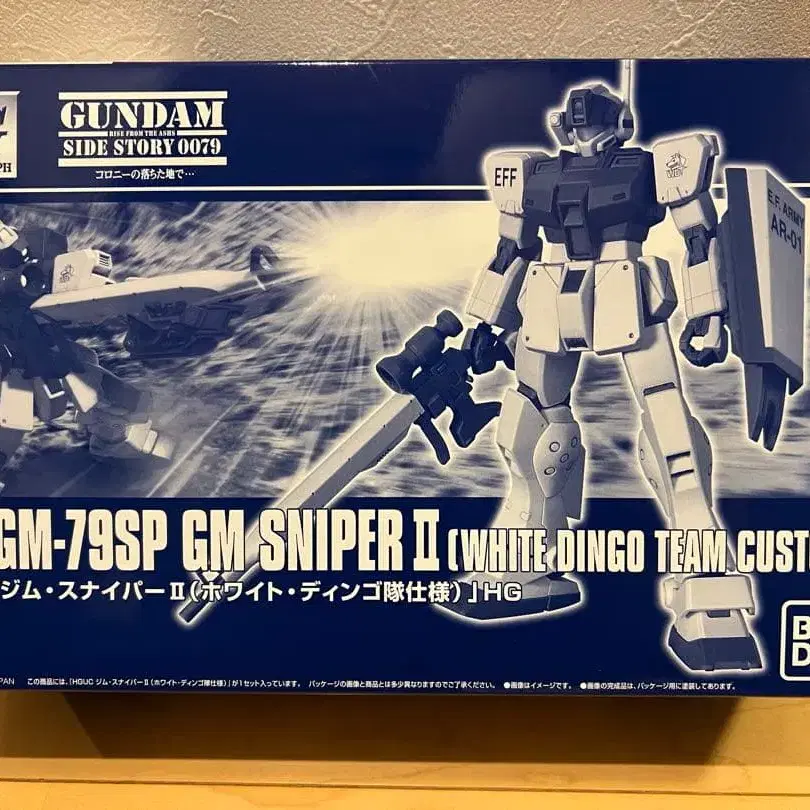 PH
GUNDAM
RISE FROM THE ASHS
SIDE STORY 0079
コロニーの落ちた地で…
EFF
E.F. ARMY
AR-01
GM-79SP GM SNIPER II (WHITE DINGO TEAM CUSTO
ジム・スナイパーII(ホワイト・ディンゴ隊仕様)」HG
B
D
PAN この商品には、「HGUC ジム・スナイパーII(ホワイト・ディンゴ隊仕様)」が1セット入っています。 パッケージの画像と商品とは多少異なりますのでご了承ください。 ●画像はイメージです。 ●画像の完成品は、パッケージ用に塗装してあります。